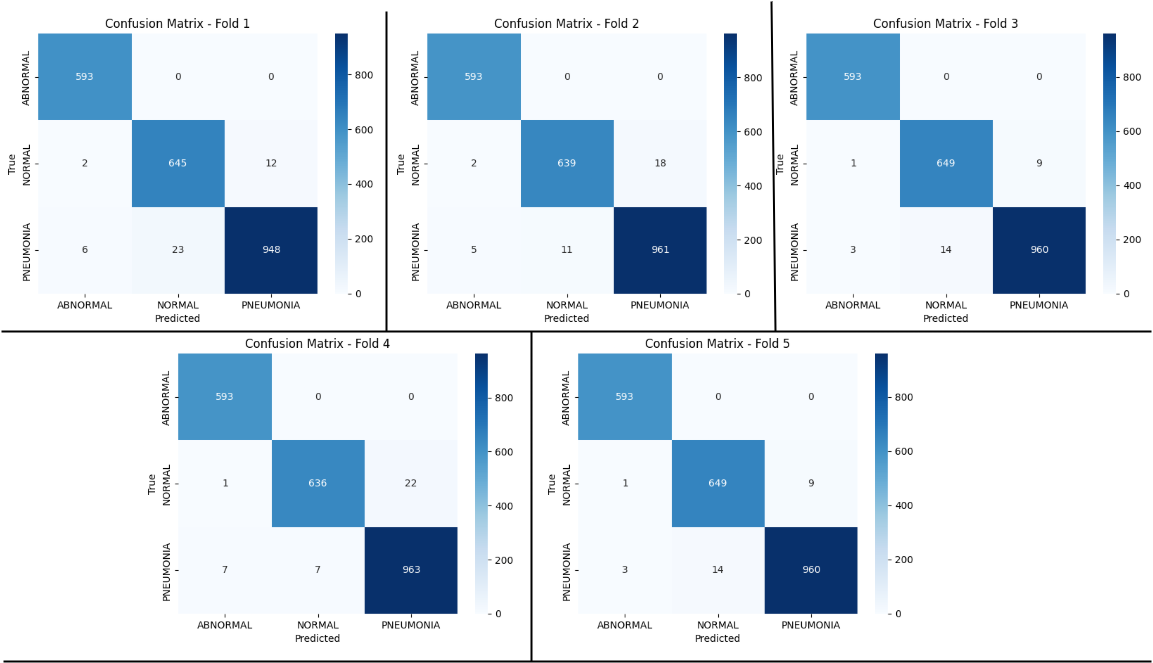 Confusion Matrix - Fold 1
True
ABNORMAL
NORMAL
PNEUMONIA
593 0 0
2 645 12
6 23 948
ABNORMAL NORMAL PNEUMONIA
Predicted
800
600
400
200
0
Confusion Matrix - Fold 2
True
ABNORMAL
NORMAL
PNEUMONIA
593 0 0
2 639 18
5 11 961
ABNORMAL NORMAL PNEUMONIA
Predicted
800
600
400
200
0
Confusion Matrix - Fold 3
True
ABNORMAL
NORMAL
PNEUMONIA
593 0 0
1 649 9
3 14 960
ABNORMAL NORMAL PNEUMONIA
Predicted
800
600
400
200
0
Confusion Matrix - Fold 4
True
ABNORMAL
NORMAL
PNEUMONIA
593 0 0
1 636 22
7 7 963
ABNORMAL NORMAL PNEUMONIA
Predicted
800
600
400
200
0
Confusion Matrix - Fold 5
True
ABNORMAL
NORMAL
PNEUMONIA
593 0 0
1 649 9
3 14 960
ABNORMAL NORMAL PNEUMONIA
Predicted
800
600
400
200
0